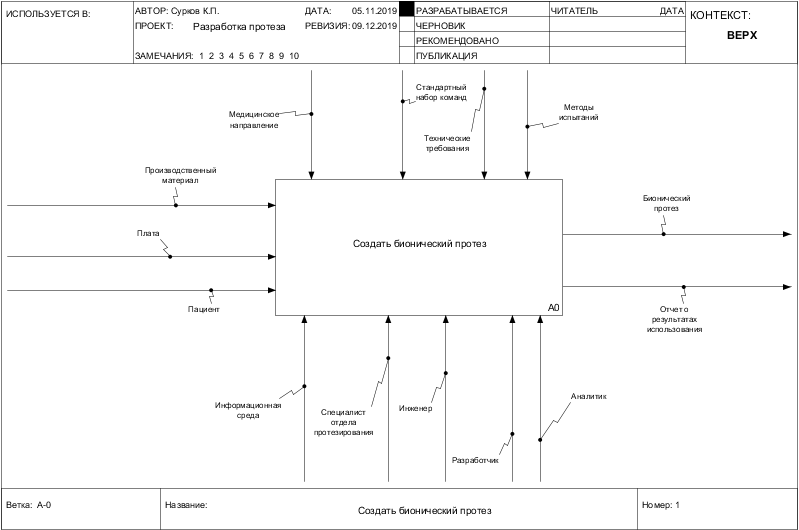 ИСПОЛЬЗУЕТСЯ В:
АВТОР: Сурков К.П.
ДАТА: 05.11.2019
РАЗРАБАТЫВАЕТСЯ
ЧИТАТЕЛЬ
ДАТА
КОНТЕКСТ:
ПРОЕКТ: Разработка протеза
РЕВИЗИЯ: 09.12.2019
ЧЕРНОВИК
ВЕРХ
РЕКОМЕНДОВАНО
ЗАМЕЧАНИЯ: 1 2 3 4 5 6 7 8 9 10
ПУБЛИКАЦИЯ
Медицинское
направление
Стандартный
набор команд
Технические
требования
Методы
испытаний
Производственный
материал
Плата
Пациент
Создать бионический протез
A0
Бионический
протез
Отчет о
результатах
использования
Информационная
среда
Специалист
отдела
протезирования
Инженер
Разработчик
Аналитик
Ветка: A-0
Название:
Создать бионический протез
Номер: 1